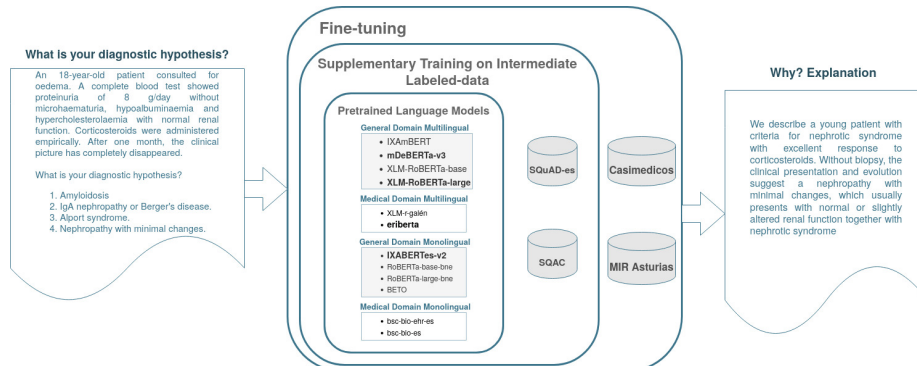 What is your diagnostic hypothesis?
An 18-year-old patient consulted for
oedema. A complete blood test showed
proteinuria of 8 g/day without
microhaematuria, hypoalbuminaemia and
hypercholesterolaemia with normal renal
function. Corticosteroids were administered
empirically. After one month, the clinical
picture has completely disappeared.
What is your diagnostic hypothesis?
1. Amyloidosis
2. IgA nephropathy or Berger's disease.
3. Alport syndrome.
4. Nephropathy with minimal changes.
Fine-tuning
Supplementary Training on Intermediate
Labeled-data
Pretrained Language Models
General Domain Multilingual
• IXAmBERT
• mDeBERTa-v3
• XLM-RoBERTa-base
• XLM-RoBERTa-large
Medical Domain Multilingual
• XLM-r-galén
• eriberta
General Domain Monolingual
• IXABERTes-v2
• RoBERTa-base-bne
• RoBERTa-large-bne
• BETO
Medical Domain Monolingual
• bsc-bio-ehr-es
• bsc-bio-es
SQuAD-es
SQAC
Casimedicos
MIR Asturias
Why? Explanation
We describe a young patient with
criteria for nephrotic syndrome
with excellent response to
corticosteroids. Without biopsy, the
clinical presentation and evolution
suggest a nephropathy with
minimal changes, which usually
presents with normal or slightly
altered renal function together with
nephrotic syndrome